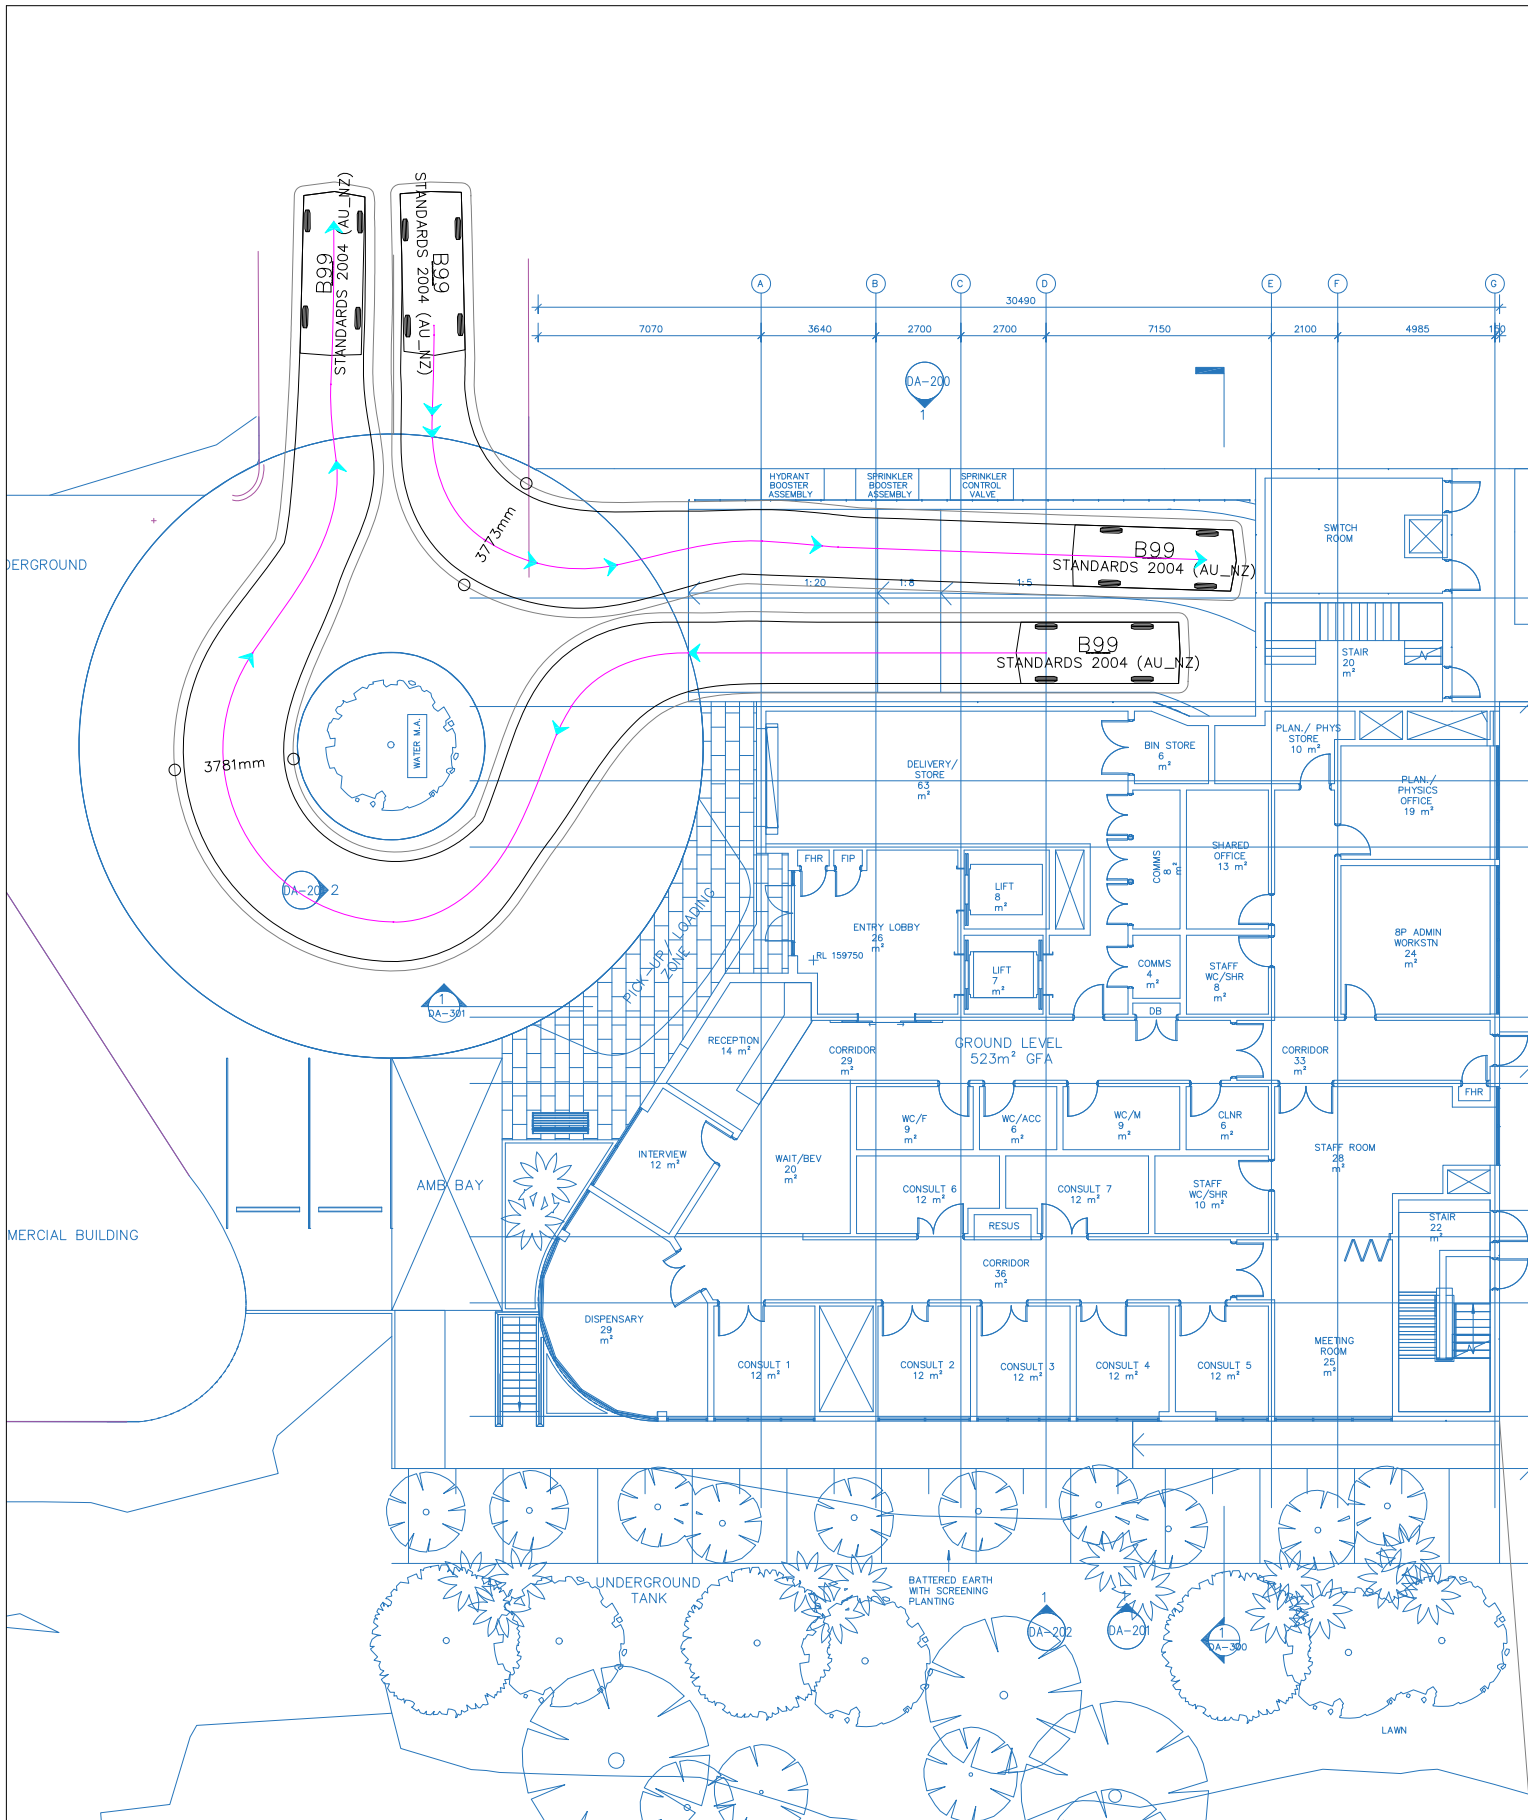 STANDARDS 2004 (AU_NZ)
B99
STANDARDS 2004 (AU_NZ)
B99
A
B
C
D
E
F
G
30490
7070
3640
2700
2700
7150
2100
4985
DA-200
1
HYDRANT
BOOSTER
ASSEMBLY
SPRINKLER
BOOSTER
ASSEMBLY
SPRINKLER
CONTROL
VALVE
3773mm
SWITCH
ROOM
B99
STANDARDS 2004 (AU_NZ)
DERGROUND
1:20
1:8
1:5
B99
STANDARDS 2004 (AU_NZ)
STAIR
20
m²
WATER M.A.
3781mm
DELIVERY/
STORE
63
m²
BIN STORE
6
m²
PLAN./ PHYS
STORE
10 m²
PLAN./
PHYSICS
OFFICE
19 m²
FHR
FIP
COMMS
8
m²
SHARED
OFFICE
13 m²
LIFT
8
m²
2
PICK-UP/ LOADING
ZONE
ENTRY LOBBY
26
m²
RL 159750
LIFT
7
m²
COMMS
4
m²
STAFF
WC/SHR
8
m²
8P ADMIN
WORKSTN
24
m²
1
DA-301
DB
RECEPTION
14 m²
CORRIDOR
29
m²
GROUND LEVEL
523m² GFA
CORRIDOR
33
m²
FHR
WC/F
9
m²
WC/ACC
6
m²
WC/M
9
m²
CLNR
6
m²
INTERVIEW
12 m²
WAIT/BEV
20
m²
STAFF ROOM
28
m²
AMB BAY
CONSULT 6
12 m²
CONSULT 7
12 m²
STAFF
WC/SHR
10 m²
RESUS
STAIR
22
m²
MERCIAL BUILDING
CORRIDOR
36
m²
DISPENSARY
29
m²
CONSULT 1
12 m²
CONSULT 2
12 m²
CONSULT 3
12 m²
CONSULT 4
12 m²
CONSULT 5
12 m²
MEETING
ROOM
25
m²
UNDERGROUND
TANK
BATTERED EARTH
WITH SCREENING
PLANTING
1
DA-202
DA-201
1
DA-300
LAWN